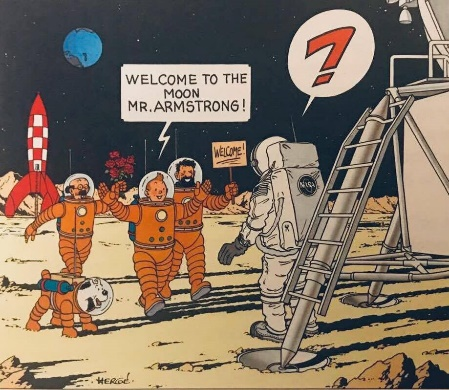 WELCOME TO THE
MOON
MR. ARMSTRONG!
?
WELCOME!
NASA
HERGÉ